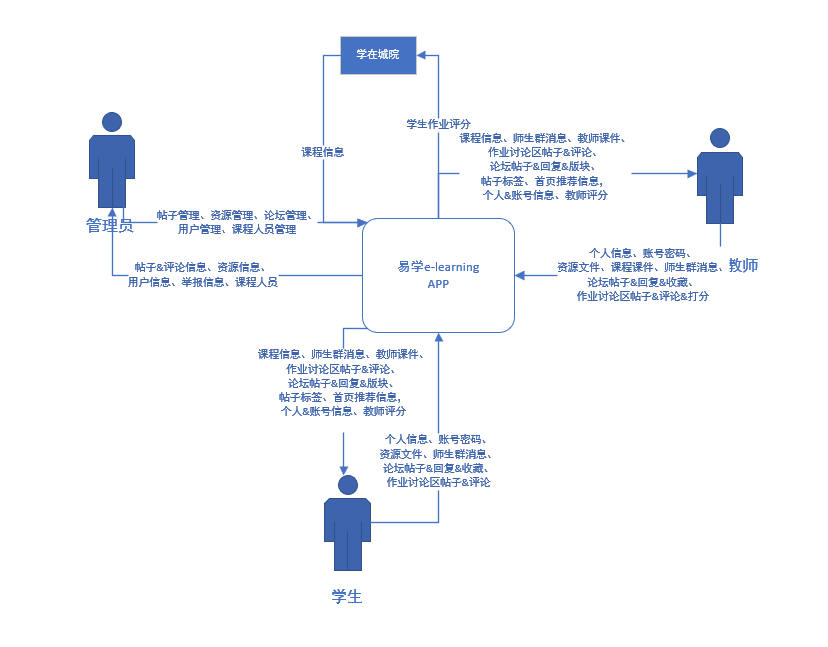 学在城院
学生作业评分
课程信息
课程信息、师生群消息、教师课件、
作业讨论区帖子&评论、
论坛帖子&回复&版块、
帖子标签、首页推荐信息，
个人&账号信息、教师评分
管理员
帖子管理、资源管理、论坛管理、
用户管理、课程人员管理
易学e-learning
APP
帖子&评论信息、资源信息、
用户信息、举报信息、课程人员
个人信息、账号密码、
资源文件、课程课件、师生群消息、
论坛帖子&回复&收藏、
作业讨论区帖子&评论&打分
教师
课程信息、师生群消息、教师课件、
作业讨论区帖子&评论、
论坛帖子&回复&版块、
帖子标签、首页推荐信息，
个人&账号信息、教师评分
个人信息、账号密码、
资源文件、师生群消息、
论坛帖子&回复&收藏、
作业讨论区帖子&评论
学生